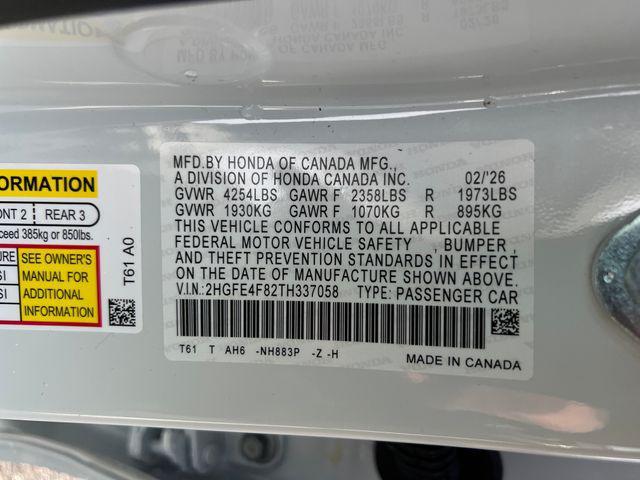 MFD.BY HONDA OF CANADA MFG.,
A DIVISION OF HONDA CANADA INC. 02/'26
GVWR 4254LBS GAWR F 2358LBS R 1973LBS
GVWR 1930KG GAWR F 1070KG R 895KG
THIS VEHICLE CONFORMS TO ALL APPLICABLE
FEDERAL MOTOR VEHICLE SAFETY , BUMPER ,
AND THEFT PREVENTION STANDARDS IN EFFECT
ON THE DATE OF MANUFACTURE SHOWN ABOVE.
V.I.N.:2HGFE4F82TH337058 TYPE: PASSENGER CAR
T61 T AH6 -NH883P -Z -H
MADE IN CANADA
ORMATION
ONT 2 REAR 3
ceed 385kg or 850lbs.
SEE OWNER'S
MANUAL FOR
ADDITIONAL
INFORMATION
T61 A0